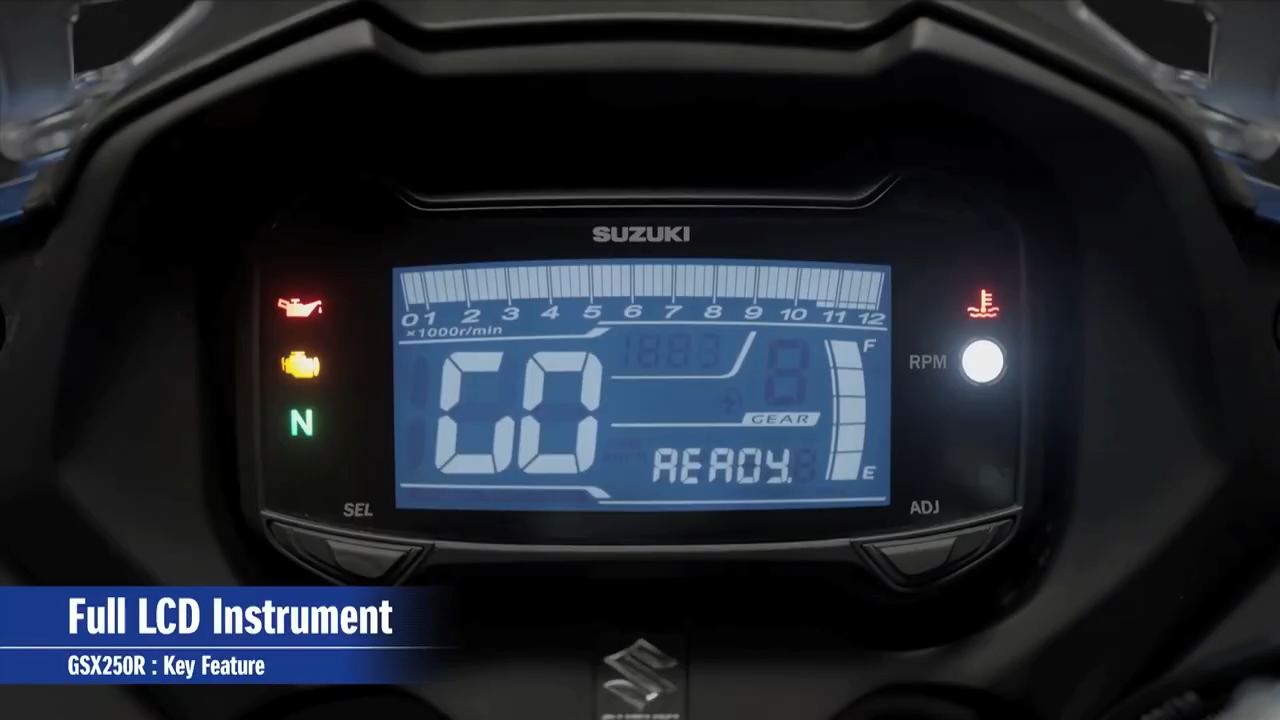 SUZUKI
0 1 2 3 4 5 6 7 8 9 10 11 12
×1000r/min
F
RPM
GO
N
GEAR
READY.
E
SEL
ADJ
Full LCD Instrument
GSX250R : Key Feature